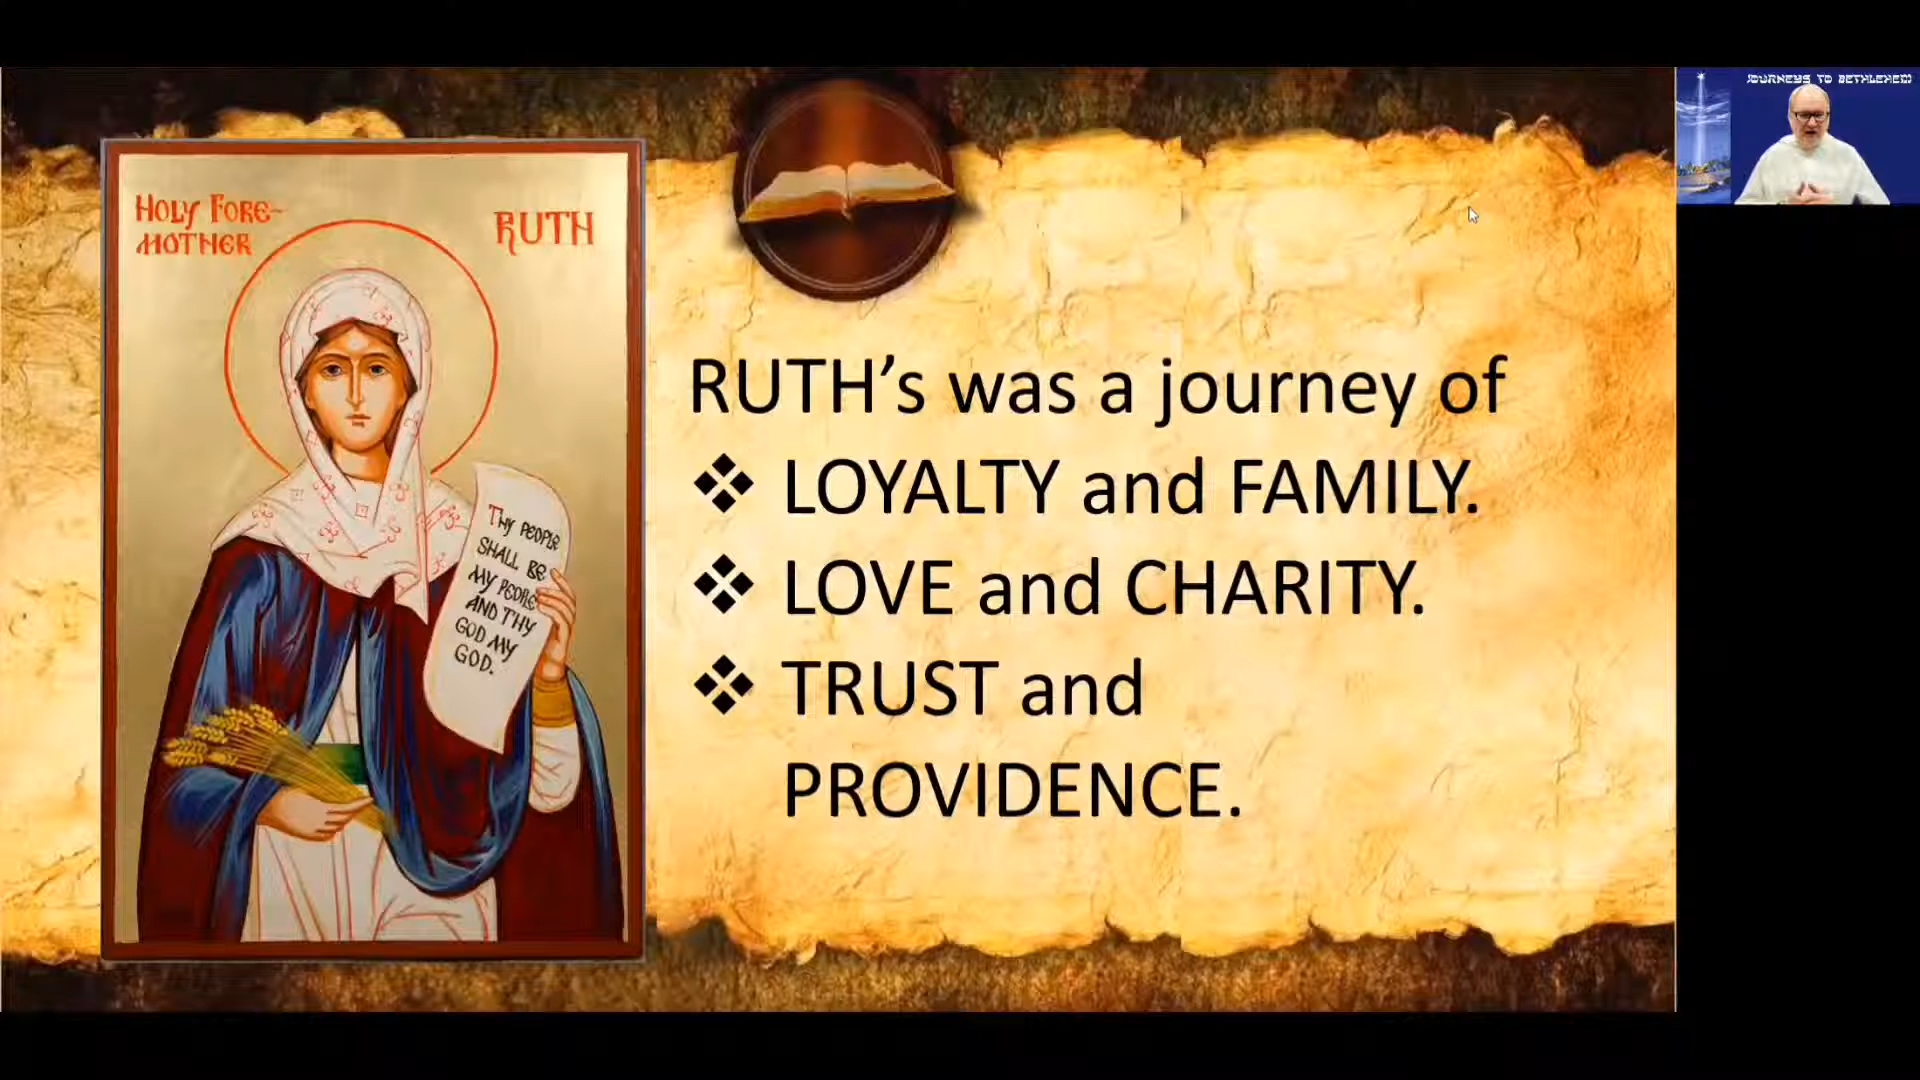 HOLY FORE-
MOTHER
RUTH
THY PEOPLE
SHALL BE
MY PEOPLE
AND THY
GOD MY
GOD.
RUTH’s was a journey of
❖ LOYALTY and FAMILY.
❖ LOVE and CHARITY.
❖ TRUST and
PROVIDENCE.
JOURNEYS TO BETHLEHEM